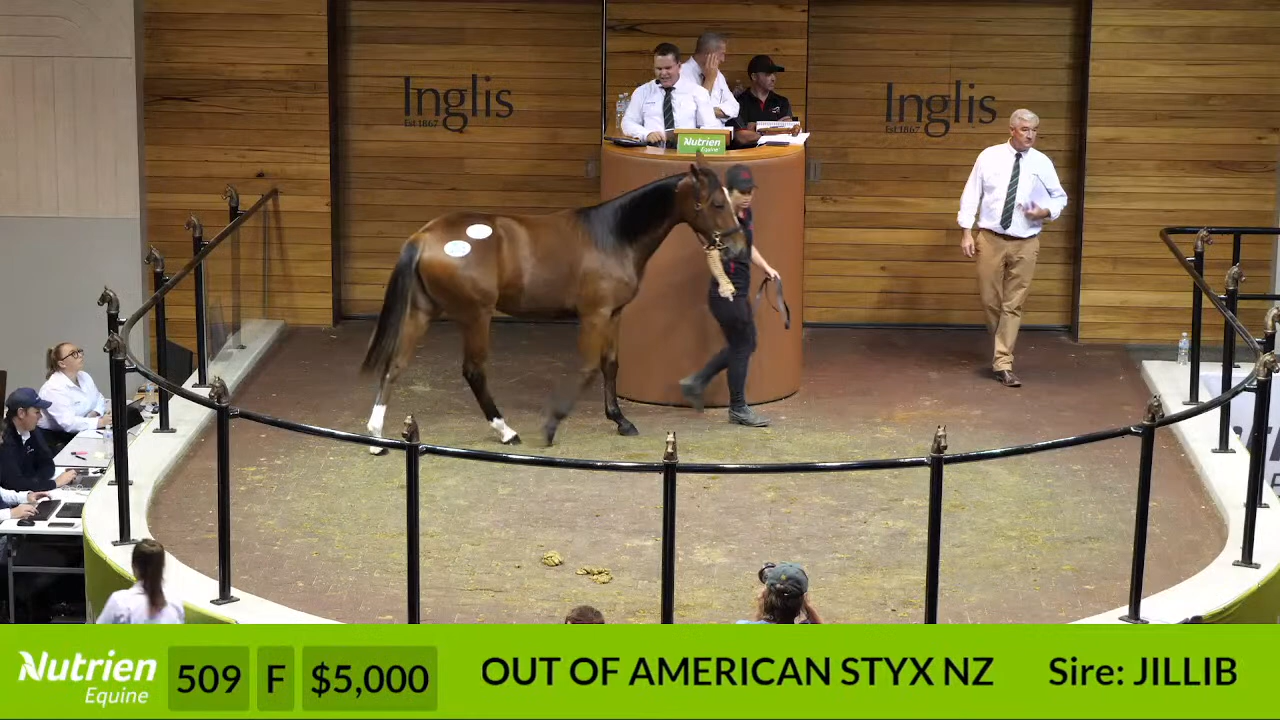 Inglis
Est 1867
Inglis
Est 1867
Nutrien
Equine
Nutrien
Equine
509
F
$5,000
OUT OF AMERICAN STYX NZ
Sire: JILLIB